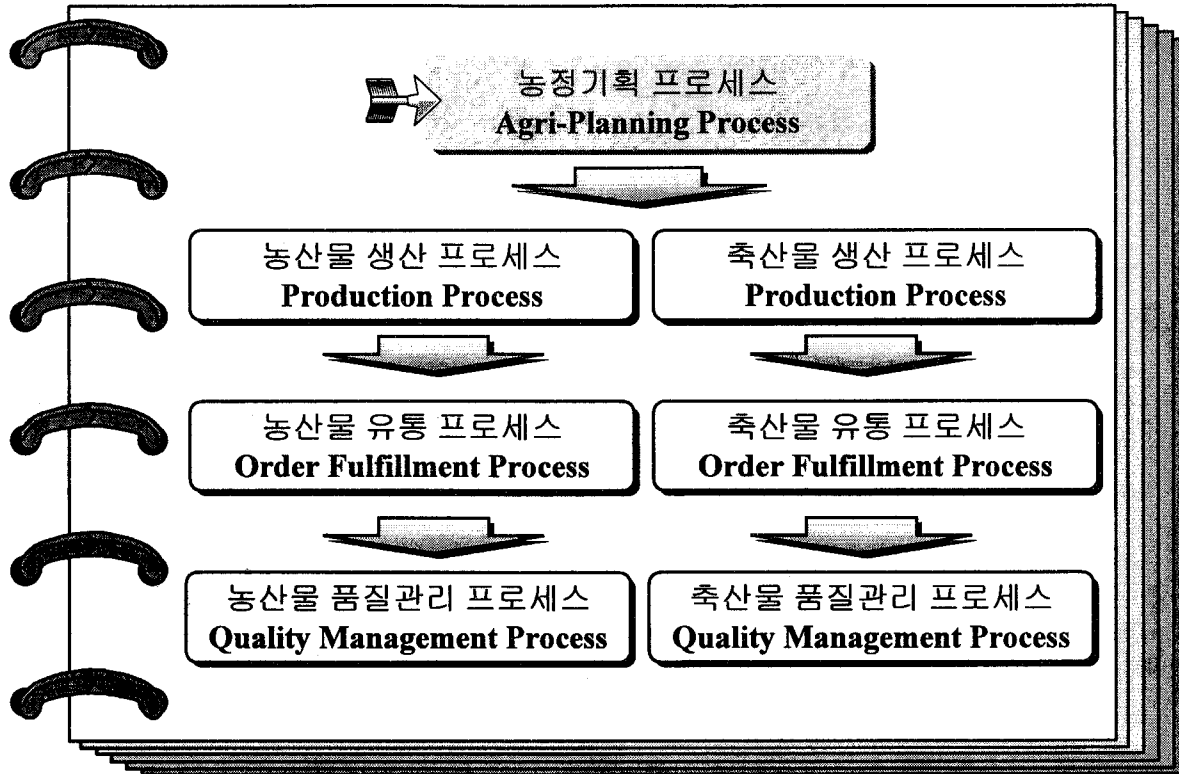 농정기획 프로세스
Agri-Planning Process
농산물 생산 프로세스
Production Process
축산물 생산 프로세스
Production Process
농산물 유통 프로세스
Order Fulfillment Process
축산물 유통 프로세스
Order Fulfillment Process
농산물 품질관리 프로세스
Quality Management Process
축산물 품질관리 프로세스
Quality Management Process